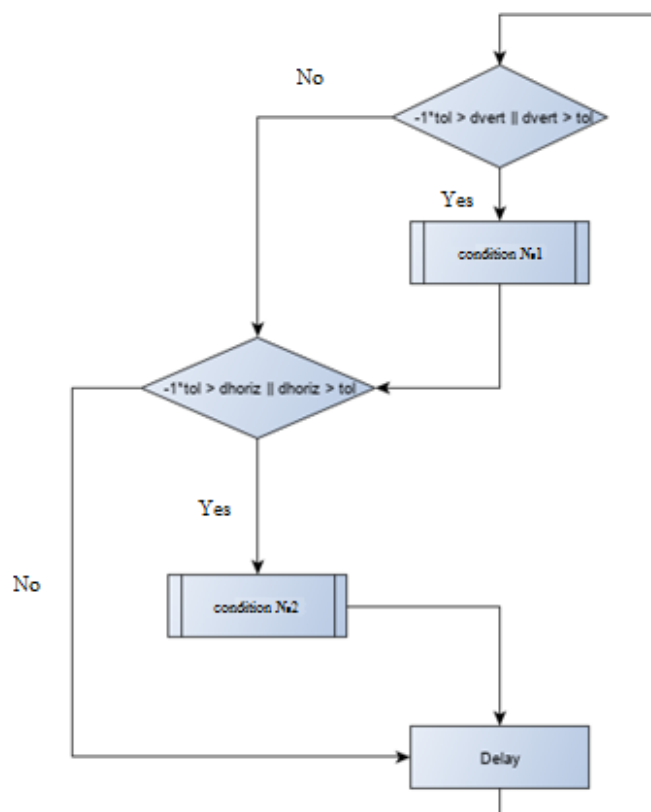 No
-1*tol > dvert || dvert > tol
Yes
condition №1
-1*tol > dhoriz || dhoriz > tol
Yes
No
condition №2
Delay